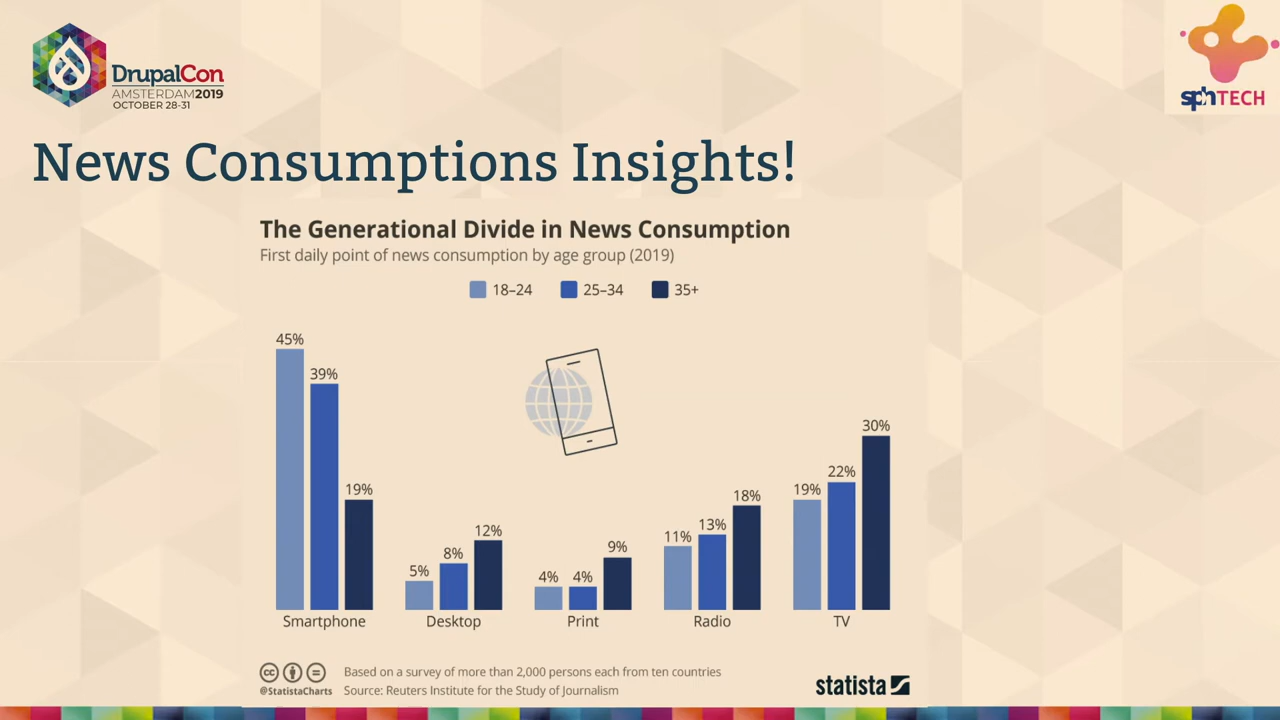 DrupalCon
AMSTERDAM2019
OCTOBER 28-31
sphTECH
News Consumptions Insights!
The Generational Divide in News Consumption
First daily point of news consumption by age group (2019)
18–24 25–34 35+
45% 39% 19%
5% 8% 12%
4% 4% 9%
11% 13% 18%
19% 22% 30%
Smartphone Desktop Print Radio TV
cc
@StatistaCharts
Based on a survey of more than 2,000 persons each from ten countries
Source: Reuters Institute for the Study of Journalism
statista